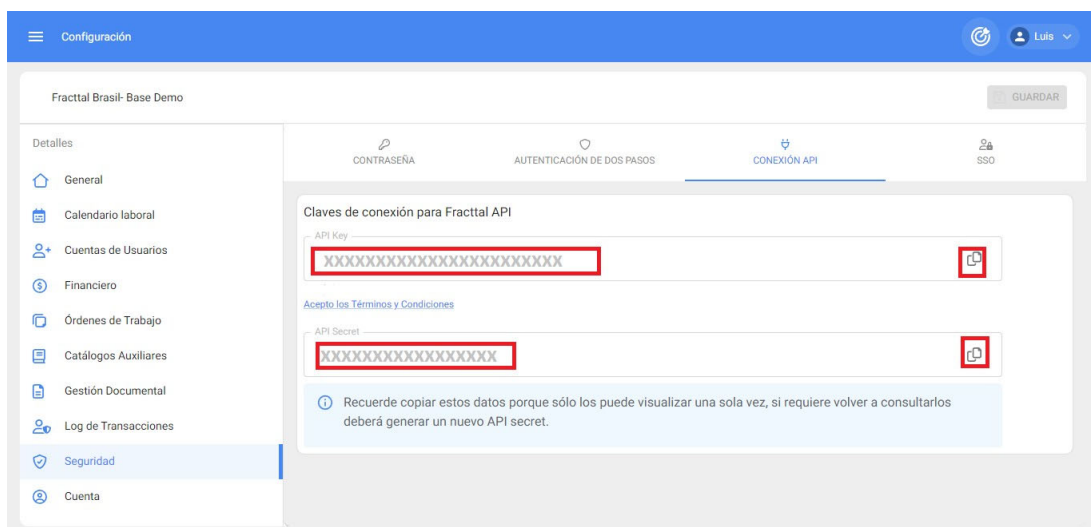 Configuración
Luis
Fracttal Brasil- Base Demo
GUARDAR
Detalles
General
Calendario laboral
Cuentas de Usuarios
Financiero
Órdenes de Trabajo
Catálogos Auxiliares
Gestión Documental
Log de Transacciones
Seguridad
Cuenta
CONTRASEÑA
AUTENTICACIÓN DE DOS PASOS
CONEXIÓN API
SSO
Claves de conexión para Fracttal API
API Key
XXXXXXXXXXXXXXXXXXXXXXX
Acepto los Términos y Condiciones
API Secret
XXXXXXXXXXXXXXXXX
Recuerde copiar estos datos porque sólo los puede visualizar una sola vez, si requiere volver a consultarlos
deberá generar un nuevo API secret.